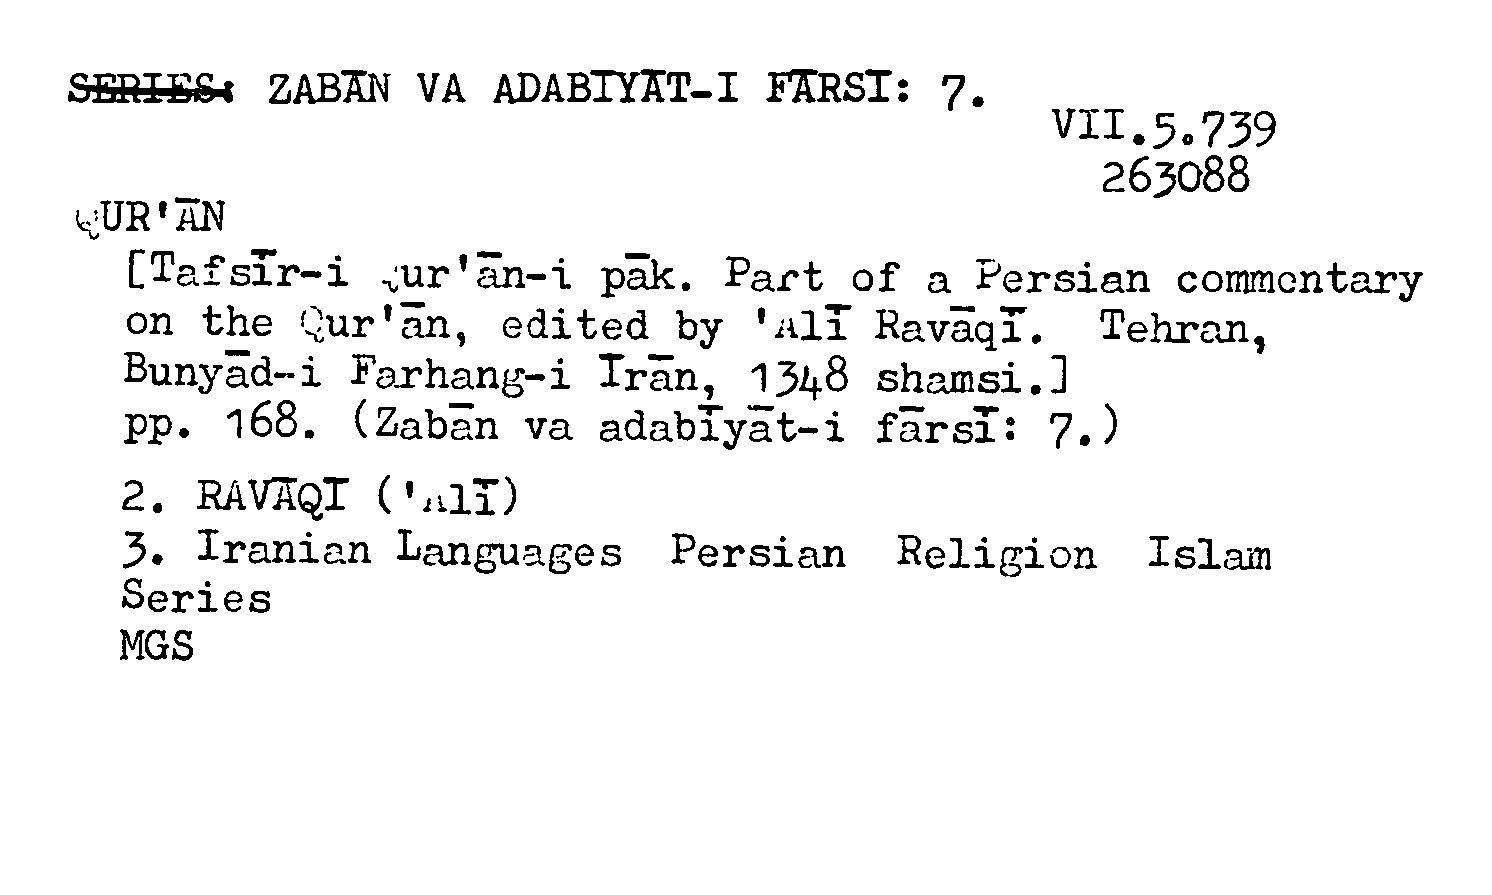 SERIES: ZABĀN VA ADABĪYĀT-I FĀRSĪ: 7.
VII.5.739
263088
QUR'ĀN
[Tafsīr-i qur'ān-i pāk. Part of a Persian commentary
on the Qur'ān, edited by 'Alī Ravāqī. Tehran,
Bunyād-i Farhang-i Īrān, 1348 shamsi.]
pp. 168. (Zabān va adabīyāt-i fārsī: 7.)
2. RAVĀQĪ ('Alī)
3. Iranian Languages Persian Religion Islam
Series
MGS